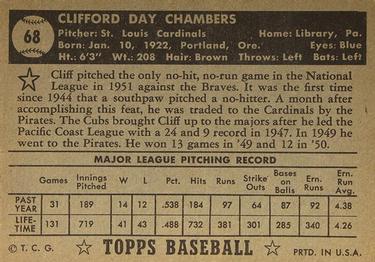 68
CLIFFORD DAY CHAMBERS
Pitcher: St. Louis Cardinals Home: Library, Pa.
Born: Jan. 10, 1922, Portland, Ore. Eyes: Blue
Ht. 6'3" Wt: 208 Hair: Brown Throws: Left Bats: Left
Cliff pitched the only no-hit, no-run game in the National
League in 1951 against the Braves. It was the first time
since 1944 that a southpaw pitched a no-hitter. A month after
accomplishing this feat, he was traded to the Cardinals by the
Pirates. The Cubs brought Cliff up to the majors after he led the
Pacific Coast League with a 24 and 9 record in 1947. In 1949 he
went to the Pirates. He won 13 games in '49 and 12 in '50.
MAJOR LEAGUE PITCHING RECORD
Games Innings Pitched W L Pct. Hits Runs Strike Outs Bases on Balls Earned Runs Ern. Run Avg.
PAST YEAR 31 189 14 12 .538 184 97 64 87 92 4.38
LIFE-TIME 131 719 41 43 .488 732 381 302 285 340 4.26
© T. C. G. TOPPS BASEBALL PRTD. IN U.S.A.